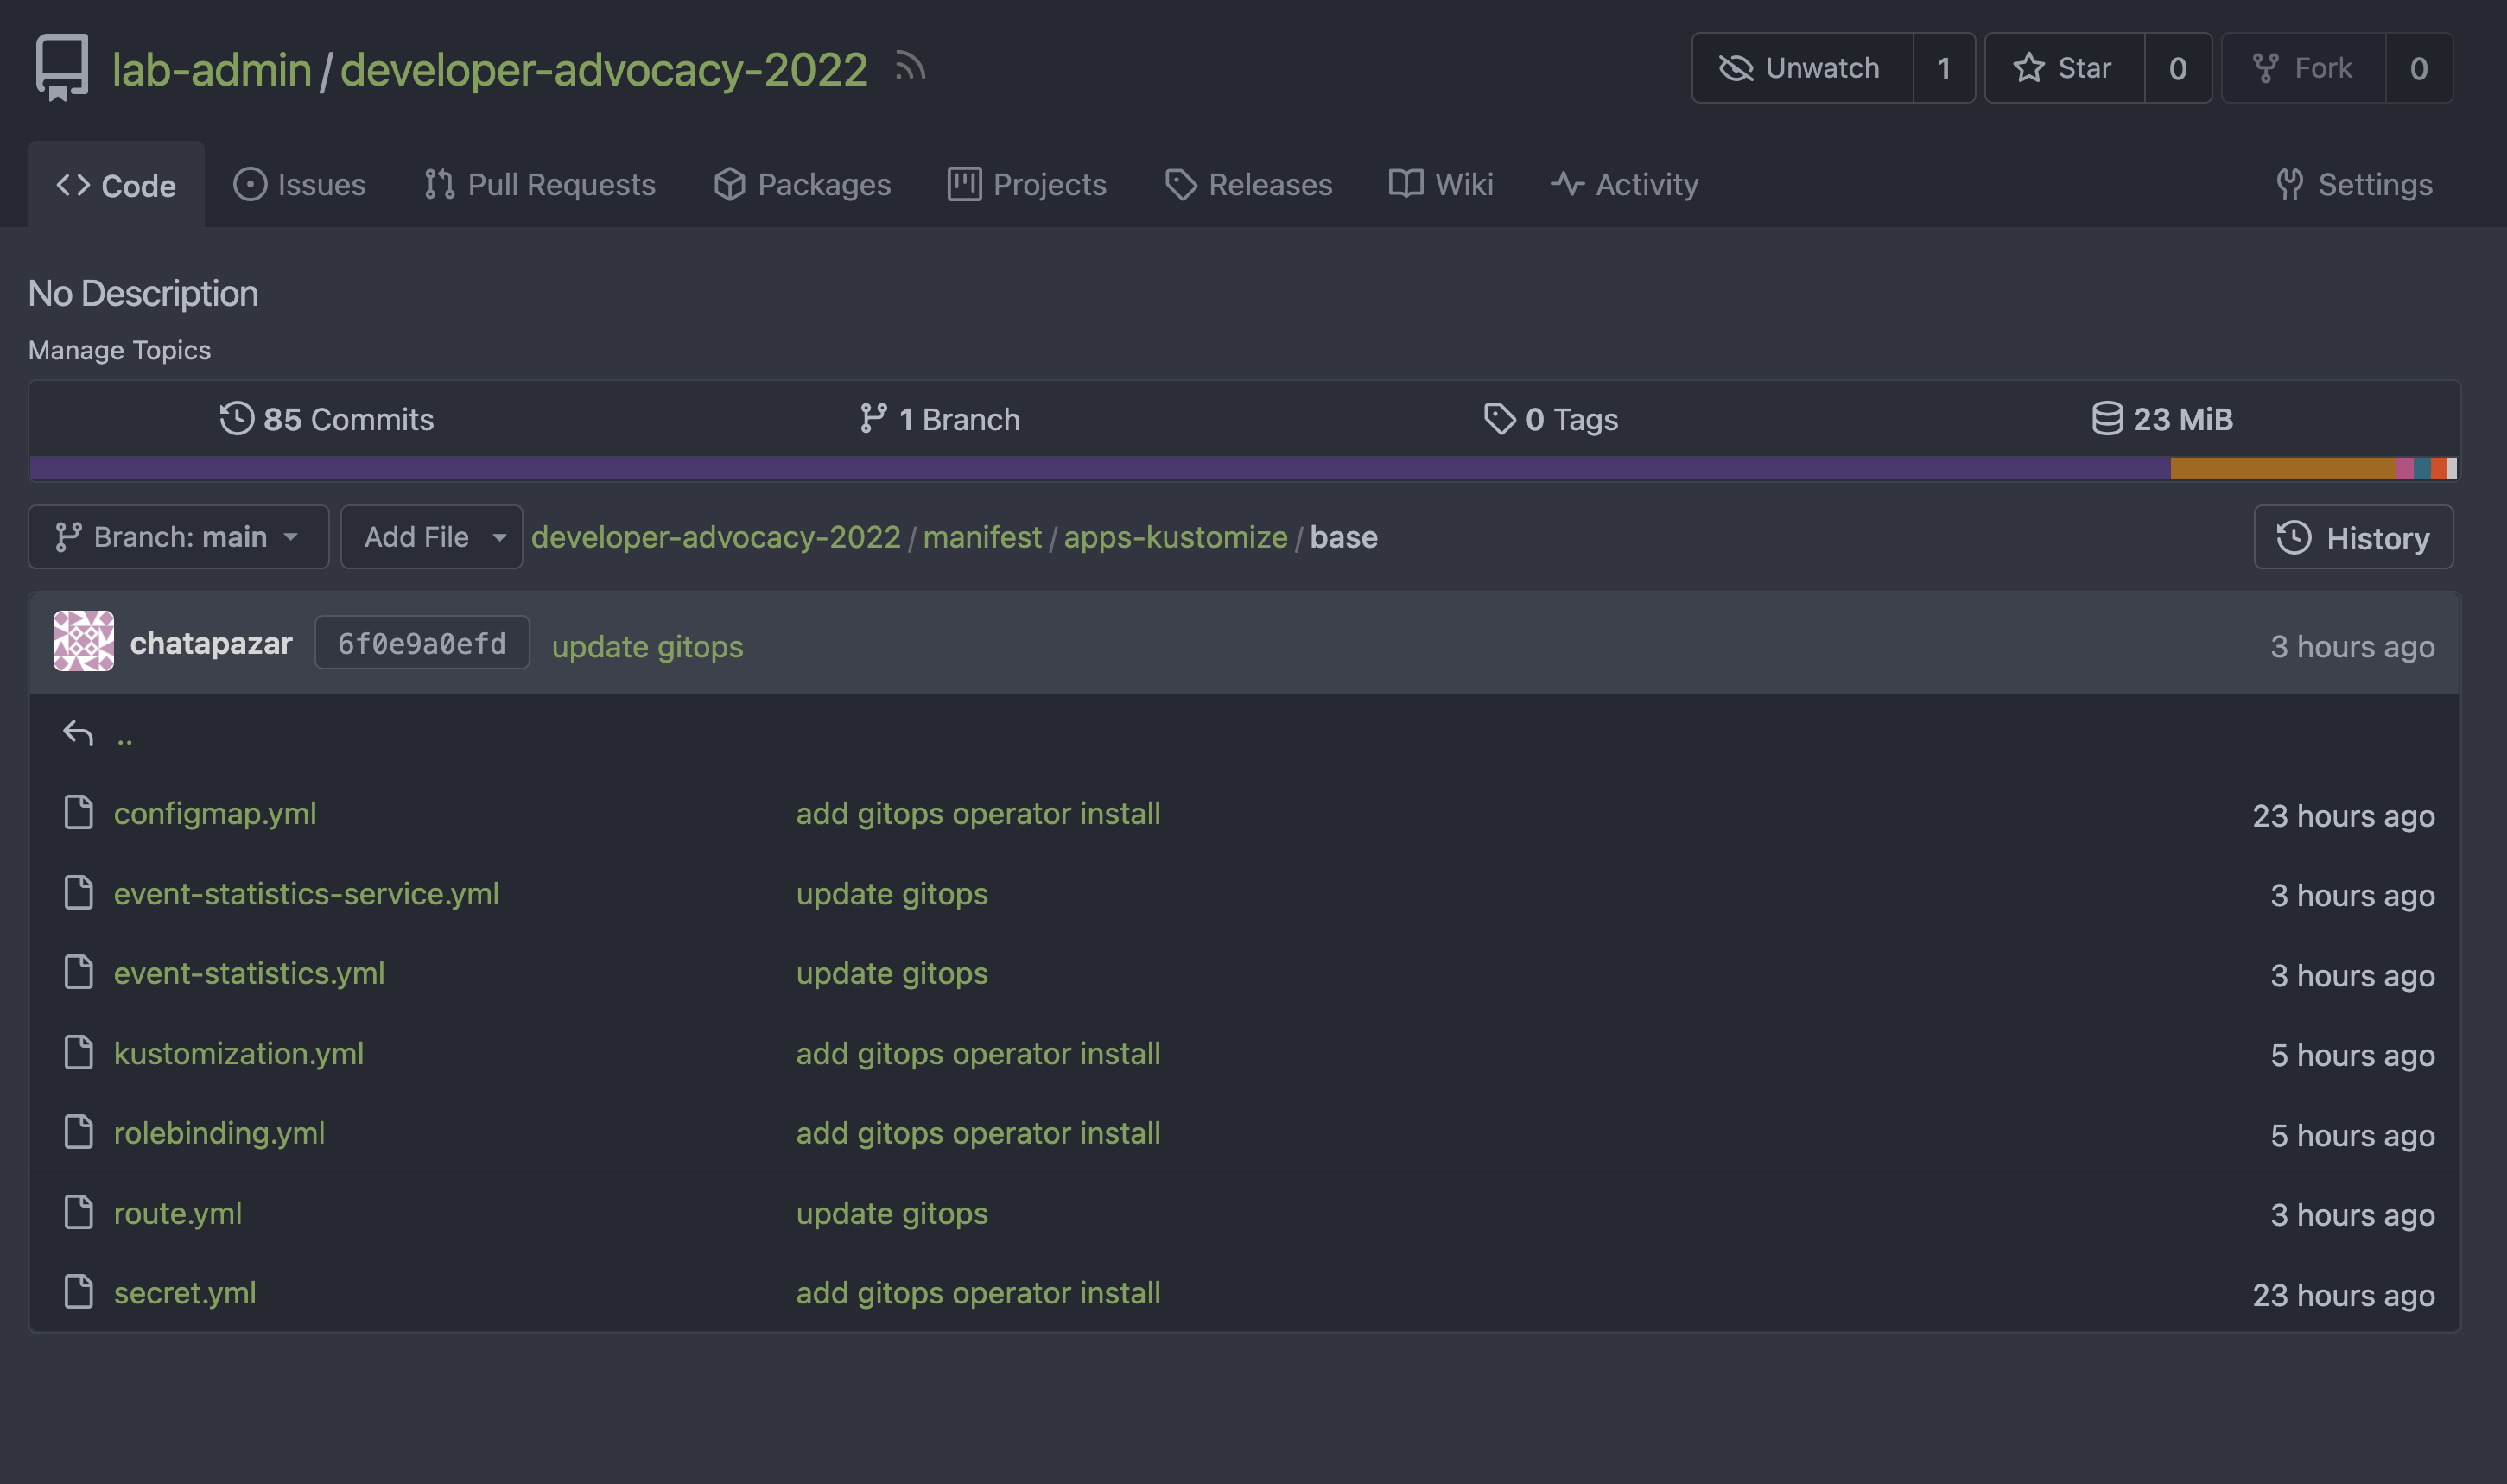 lab-admin/developer-advocacy-2022 Unwatch 1 Star 0 Fork 0
Code Issues Pull Requests Packages Projects Releases Wiki Activity Settings
No Description
Manage Topics
85 Commits 1 Branch 0 Tags 23 MiB
Branch: main Add File developer-advocacy-2022/manifest/apps-kustomize/base History
chatapazar 6f0e9a0efd update gitops 3 hours ago
..
configmap.yml add gitops operator install 23 hours ago
event-statistics-service.yml update gitops 3 hours ago
event-statistics.yml update gitops 3 hours ago
kustomization.yml add gitops operator install 5 hours ago
rolebinding.yml add gitops operator install 5 hours ago
route.yml update gitops 3 hours ago
secret.yml add gitops operator install 23 hours ago